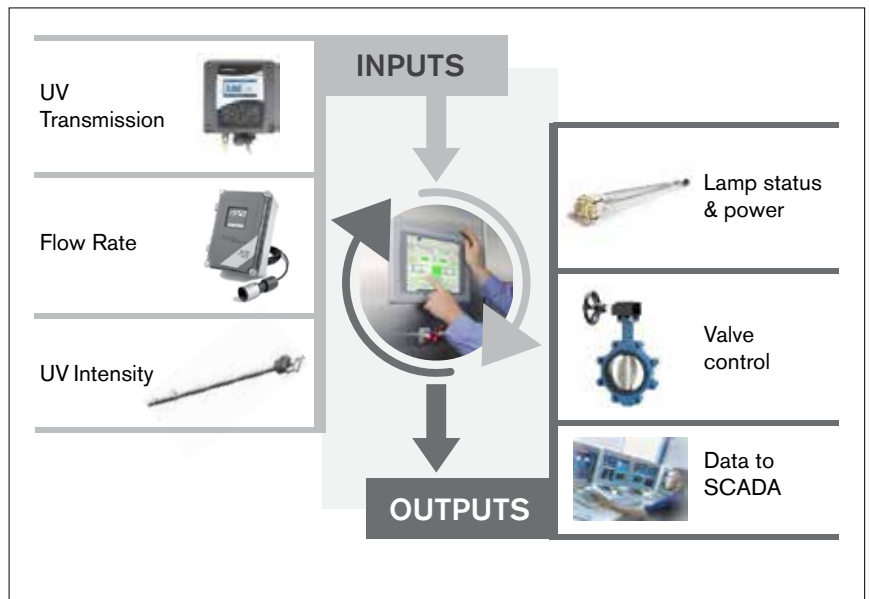 INPUTS
UV
Transmission
Flow Rate
UV Intensity
Lamp status
& power
Valve
control
Data to
SCADA
OUTPUTS